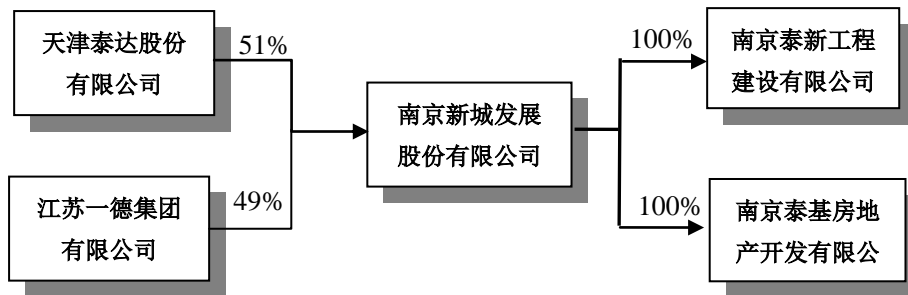 天津泰达股份
有限公司
51%
江苏一德集团
有限公司
49%
南京新城发展
股份有限公司
100%
南京泰新工程
建设有限公司
100%
南京泰基房地
产开发有限公